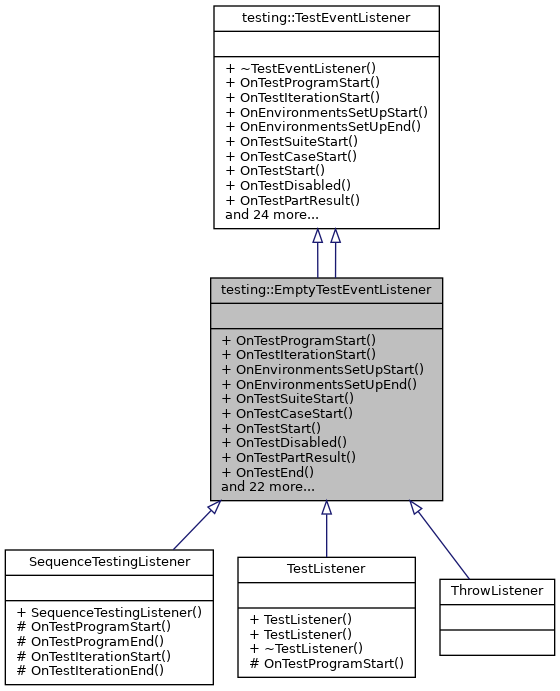 testing::TestEventListener
+ ~TestEventListener()
+ OnTestProgramStart()
+ OnTestIterationStart()
+ OnEnvironmentsSetUpStart()
+ OnEnvironmentsSetUpEnd()
+ OnTestSuiteStart()
+ OnTestCaseStart()
+ OnTestStart()
+ OnTestDisabled()
+ OnTestPartResult()
and 24 more...
testing::EmptyTestEventListener
+ OnTestProgramStart()
+ OnTestIterationStart()
+ OnEnvironmentsSetUpStart()
+ OnEnvironmentsSetUpEnd()
+ OnTestSuiteStart()
+ OnTestCaseStart()
+ OnTestStart()
+ OnTestDisabled()
+ OnTestPartResult()
+ OnTestEnd()
and 22 more...
SequenceTestingListener
+ SequenceTestingListener()
# OnTestProgramStart()
# OnTestProgramEnd()
# OnTestIterationStart()
# OnTestIterationEnd()
TestListener
+ TestListener()
+ TestListener()
+ ~TestListener()
# OnTestProgramStart()
ThrowListener